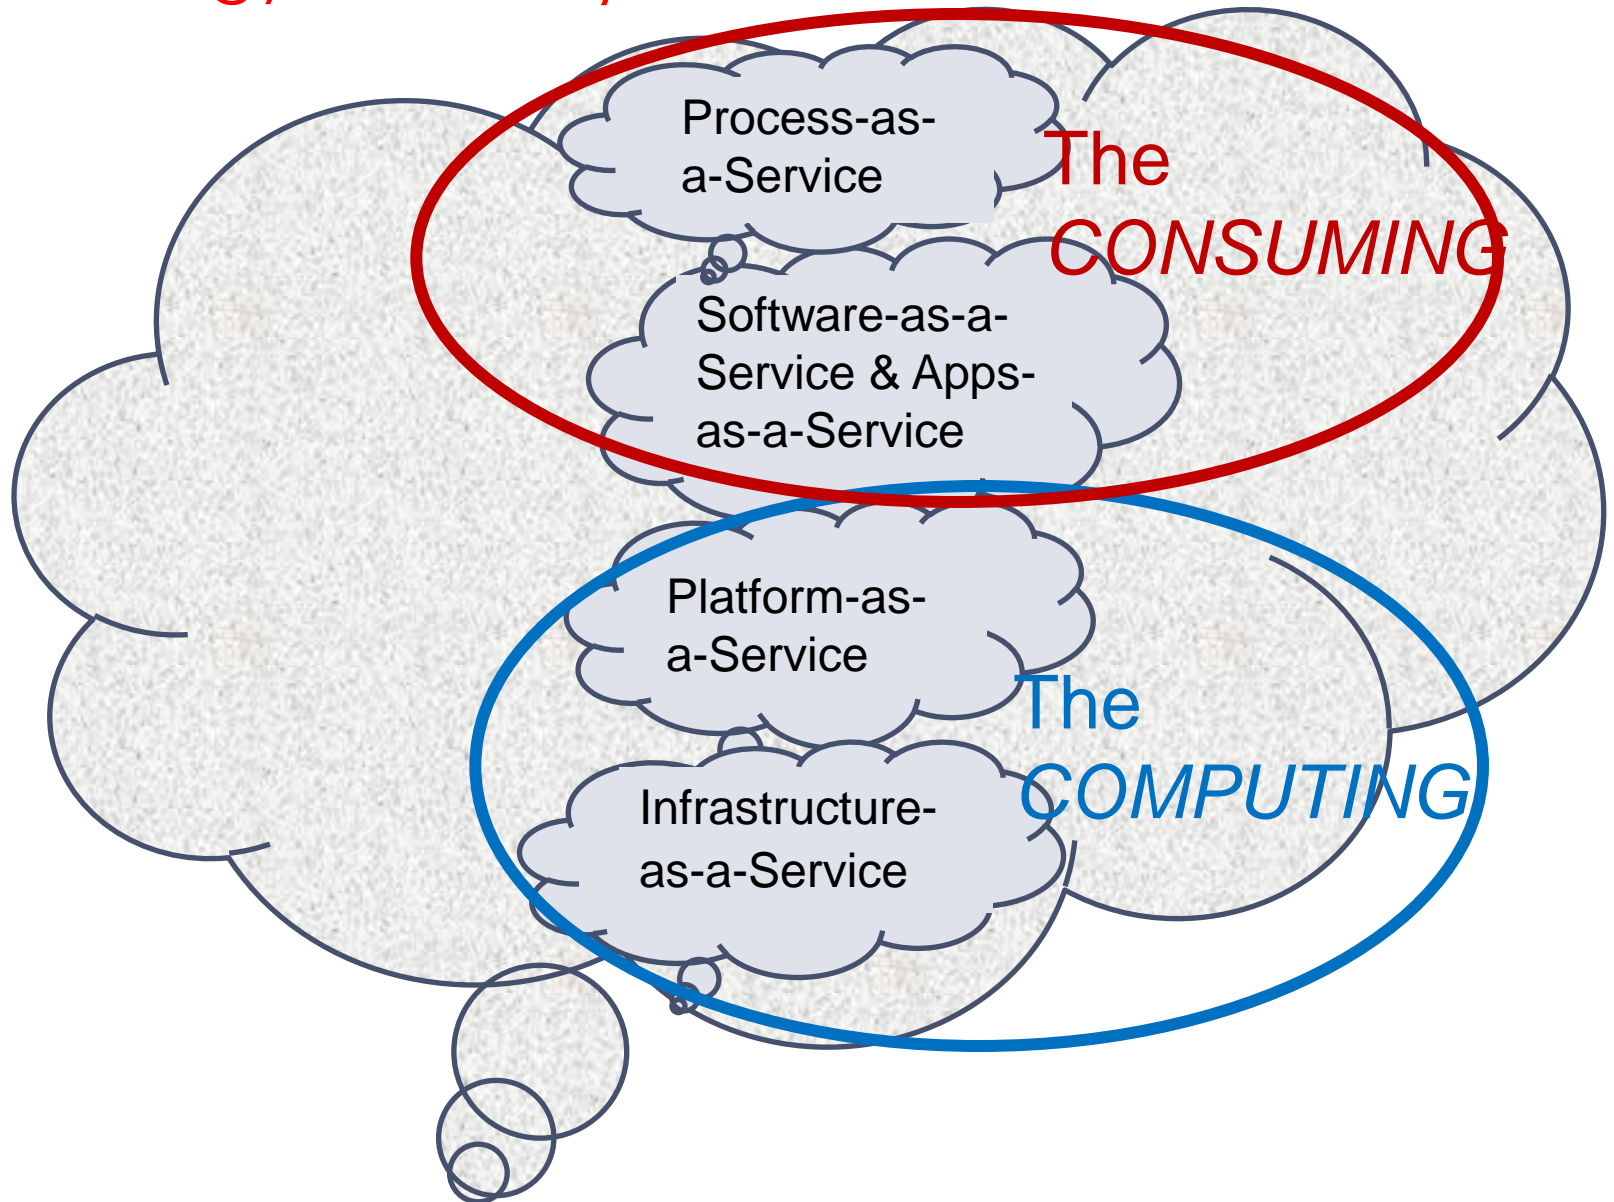 Process-as-
a-Service
The
CONSUMING
Software-as-a-
Service & Apps-
as-a-Service
Platform-as-
a-Service
The
COMPUTING
Infrastructure-
as-a-Service